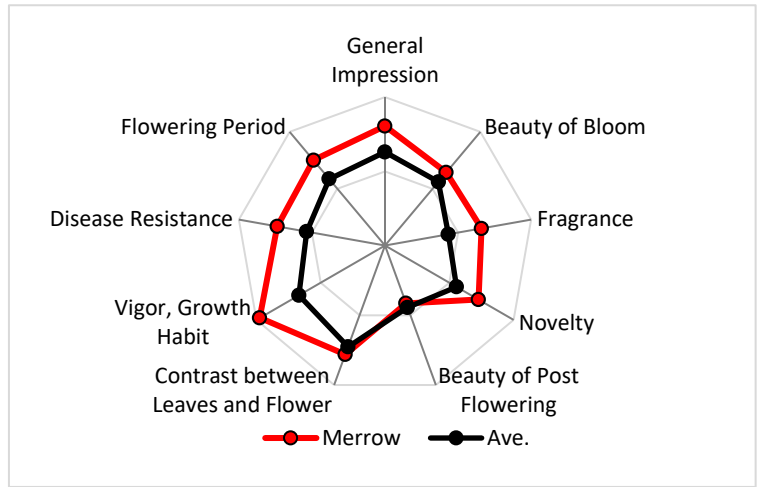 General
Impression
Beauty of Bloom
Fragrance
Novelty
Beauty of Post
Flowering
Contrast between
Leaves and Flower
Vigor, Growth
Habit
Disease Resistance
Flowering Period
Merrow
Ave.